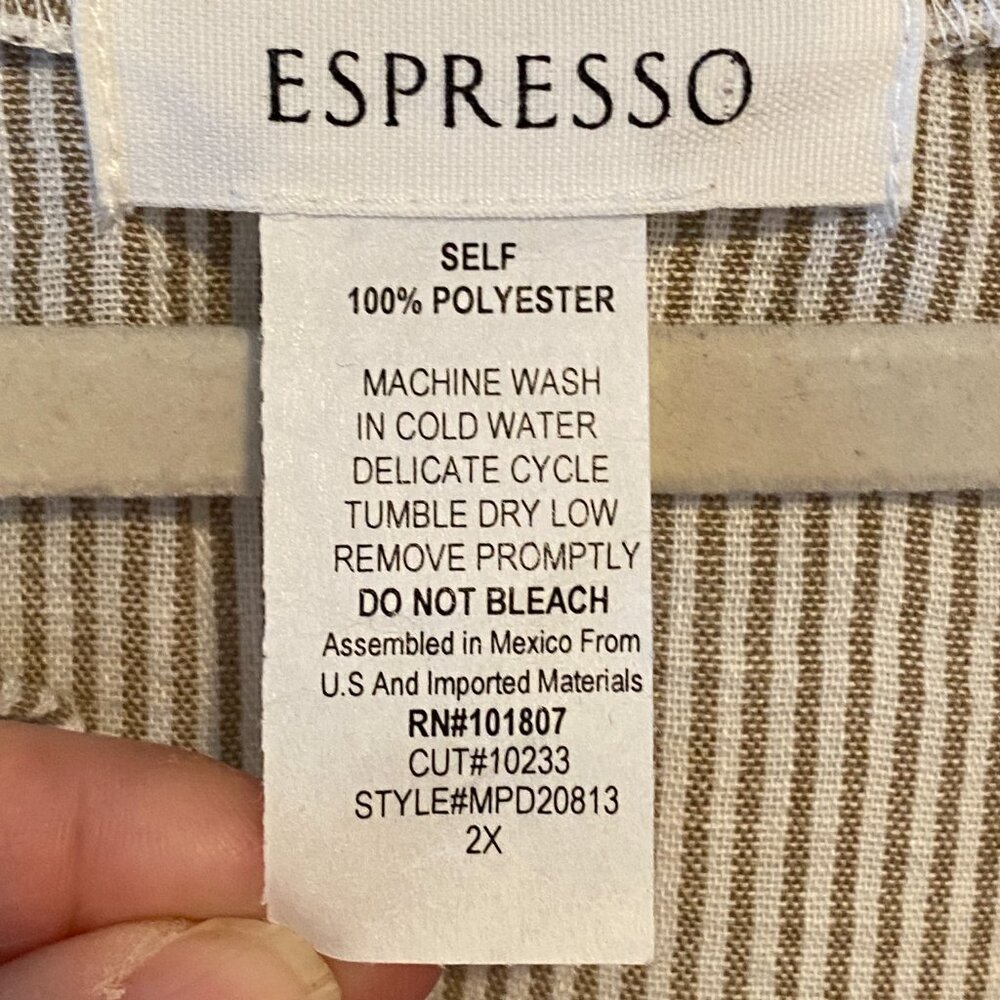 ESPRESSO
SELF
100% POLYESTER
MACHINE WASH
IN COLD WATER
DELICATE CYCLE
TUMBLE DRY LOW
REMOVE PROMPTLY
DO NOT BLEACH
Assembled in Mexico From
U.S And Imported Materials
RN#101807
CUT#10233
STYLE#MPD20813
2X